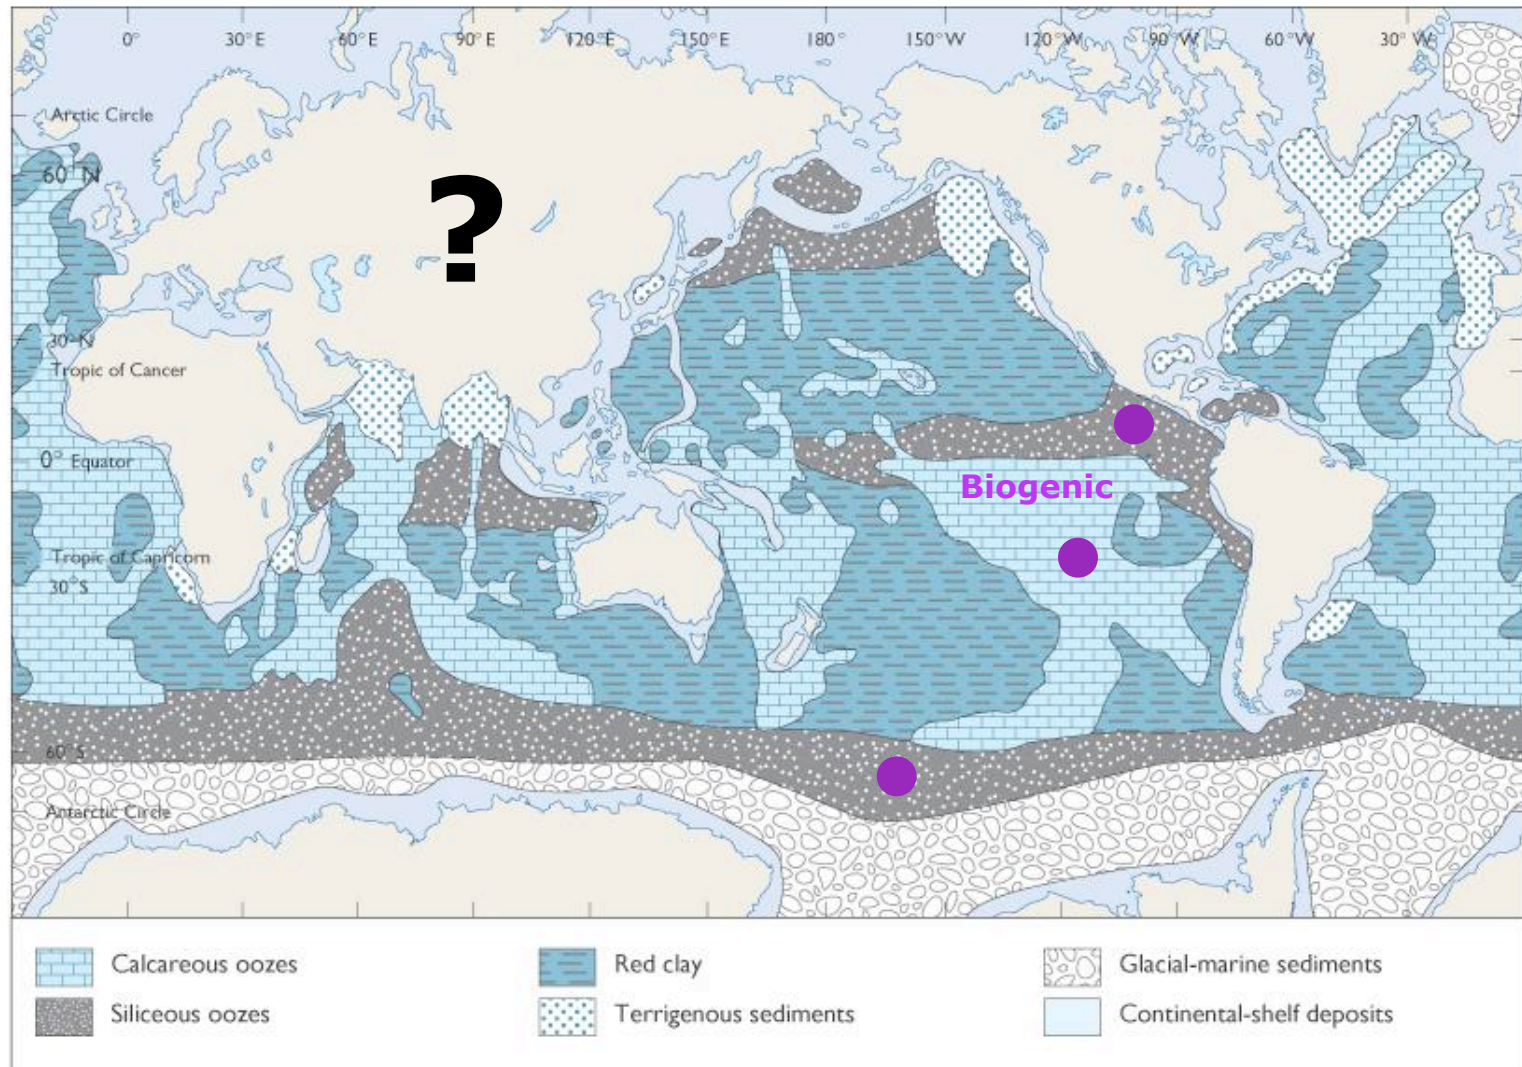 0° 30°E 60°E 90°E 120°E 150°E 180° 150°W 120°W 90°W 60°W 30°W
Arctic Circle
60° N
?
30°N
Tropic of Cancer
0° Equator
Biogenic
Tropic of Capricorn
30°S
60°S
Antarctic Circle
Calcareous oozes
Red clay
Glacial-marine sediments
Siliceous oozes
Terrigenous sediments
Continental-shelf deposits